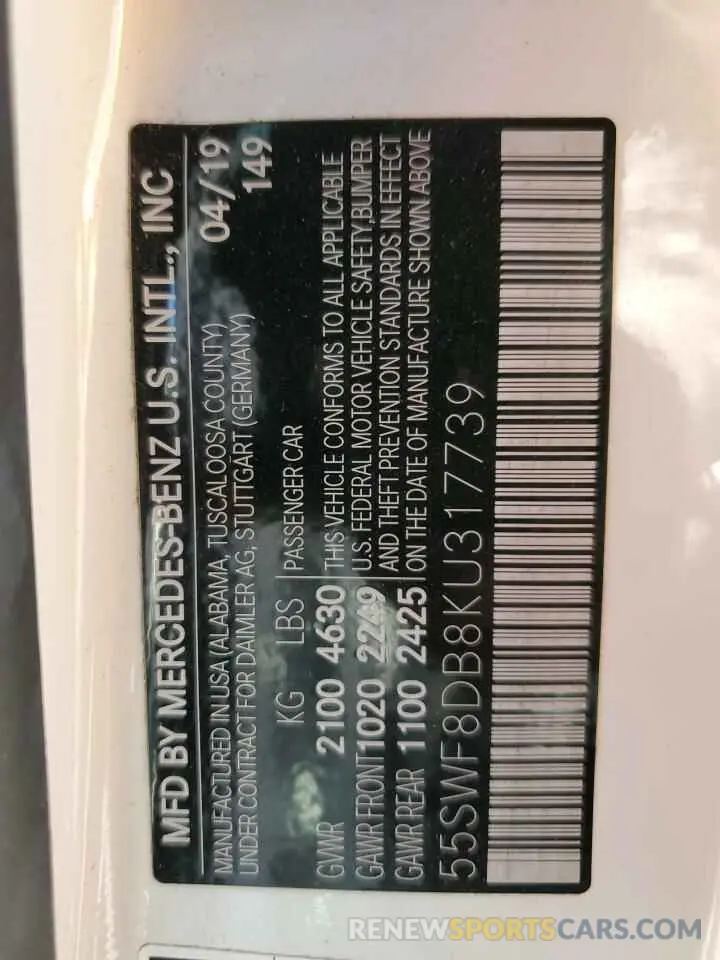 MFD BY MERCEDES-BENZ U.S. INTL., INC
04/19
MANUFACTURED IN USA (ALABAMA, TUSCALOOSA COUNTY)
UNDER CONTRACT FOR DAIMLER AG, STUTTGART (GERMANY)
149
KG LBS PASSENGER CAR
GVWR 2100 4630 THIS VEHICLE CONFORMS TO ALL APPLICABLE
GAWR FRONT 1020 2249 U.S. FEDERAL MOTOR VEHICLE SAFETY,BUMPER
AND THEFT PREVENTION STANDARDS IN EFFECT
GAWR REAR 1100 2425 ON THE DATE OF MANUFACTURE SHOWN ABOVE
55SWF8DB8KU317739
RENEWSPORTSCARS.COM